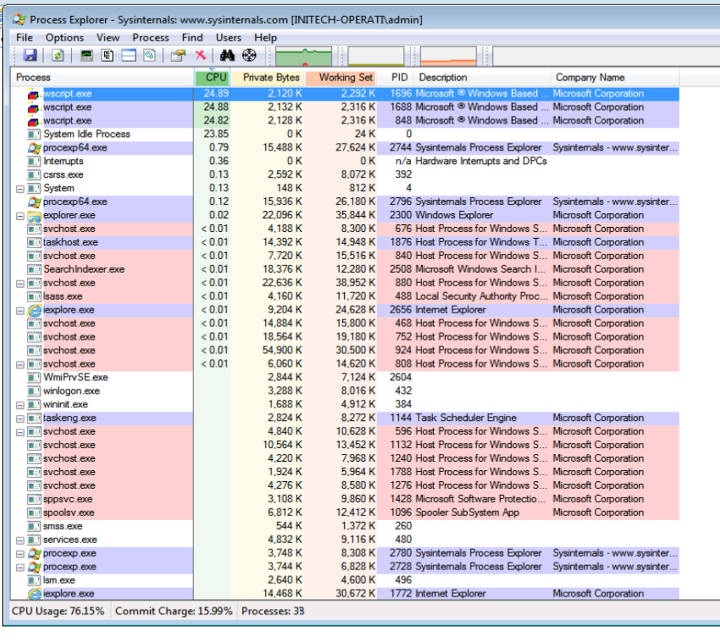 Process Explorer - Sysinternals: www.sysinternals.com [INITECH-OPERATI\admin]
File Options View Process Find Users Help
Process CPU Private Bytes Working Set PID Description Company Name
wscript.exe 24.89 2,120 K 2,292 K 1696 Microsoft ® Windows Based ... Microsoft Corporation
wscript.exe 24.88 2,132 K 2,316 K 1688 Microsoft ® Windows Based ... Microsoft Corporation
wscript.exe 24.82 2,128 K 2,316 K 848 Microsoft ® Windows Based ... Microsoft Corporation
System Idle Process 23.85 0 K 24 K 0
procexp64.exe 0.79 15,488 K 27,624 K 2744 Sysinternals Process Explorer Sysinternals - www.sysinter...
Interrupts 0.36 0 K 0 K n/a Hardware Interrupts and DPCs
csrss.exe 0.13 2,592 K 8,072 K 392
System 0.13 148 K 812 K 4
procexp64.exe 0.12 15,936 K 26,180 K 2796 Sysinternals Process Explorer Sysinternals - www.sysinter...
explorer.exe 0.02 22,096 K 35,844 K 2300 Windows Explorer Microsoft Corporation
svchost.exe < 0.01 4,188 K 8,300 K 676 Host Process for Windows S... Microsoft Corporation
taskhost.exe < 0.01 14,392 K 14,948 K 1876 Host Process for Windows T... Microsoft Corporation
svchost.exe < 0.01 7,720 K 15,516 K 840 Host Process for Windows S... Microsoft Corporation
SearchIndexer.exe < 0.01 18,376 K 12,280 K 2508 Microsoft Windows Search I... Microsoft Corporation
svchost.exe < 0.01 22,636 K 38,952 K 880 Host Process for Windows S... Microsoft Corporation
lsass.exe < 0.01 4,160 K 11,720 K 488 Local Security Authority Proc... Microsoft Corporation
iexplore.exe < 0.01 9,204 K 24,628 K 2656 Internet Explorer Microsoft Corporation
svchost.exe < 0.01 14,884 K 15,800 K 468 Host Process for Windows S... Microsoft Corporation
svchost.exe < 0.01 18,564 K 19,180 K 752 Host Process for Windows S... Microsoft Corporation
svchost.exe < 0.01 54,900 K 30,500 K 924 Host Process for Windows S... Microsoft Corporation
svchost.exe < 0.01 6,060 K 14,620 K 808 Host Process for Windows S... Microsoft Corporation
WmiPrvSE.exe 2,844 K 7,124 K 2604
winlogon.exe 3,288 K 8,016 K 432
wininit.exe 1,688 K 4,912 K 384
taskeng.exe 2,824 K 8,272 K 1144 Task Scheduler Engine Microsoft Corporation
svchost.exe 4,840 K 10,628 K 596 Host Process for Windows S... Microsoft Corporation
svchost.exe 10,564 K 13,452 K 1132 Host Process for Windows S... Microsoft Corporation
svchost.exe 4,220 K 7,968 K 1240 Host Process for Windows S... Microsoft Corporation
svchost.exe 1,924 K 5,964 K 1788 Host Process for Windows S... Microsoft Corporation
svchost.exe 4,276 K 8,580 K 1276 Host Process for Windows S... Microsoft Corporation
sppsvc.exe 3,108 K 9,860 K 1428 Microsoft Software Protectio... Microsoft Corporation
spoolsv.exe 6,812 K 12,412 K 1096 Spooler SubSystem App Microsoft Corporation
smss.exe 544 K 1,372 K 260
services.exe 4,832 K 9,116 K 480
procexp.exe 3,748 K 8,308 K 2780 Sysinternals Process Explorer Sysinternals - www.sysinter...
procexp.exe 3,744 K 6,828 K 2728 Sysinternals Process Explorer Sysinternals - www.sysinter...
lsm.exe 2,640 K 4,600 K 496
iexplore.exe 14,468 K 30,672 K 1772 Internet Explorer Microsoft Corporation
CPU Usage: 76.15% Commit Charge: 15.99% Processes: 38